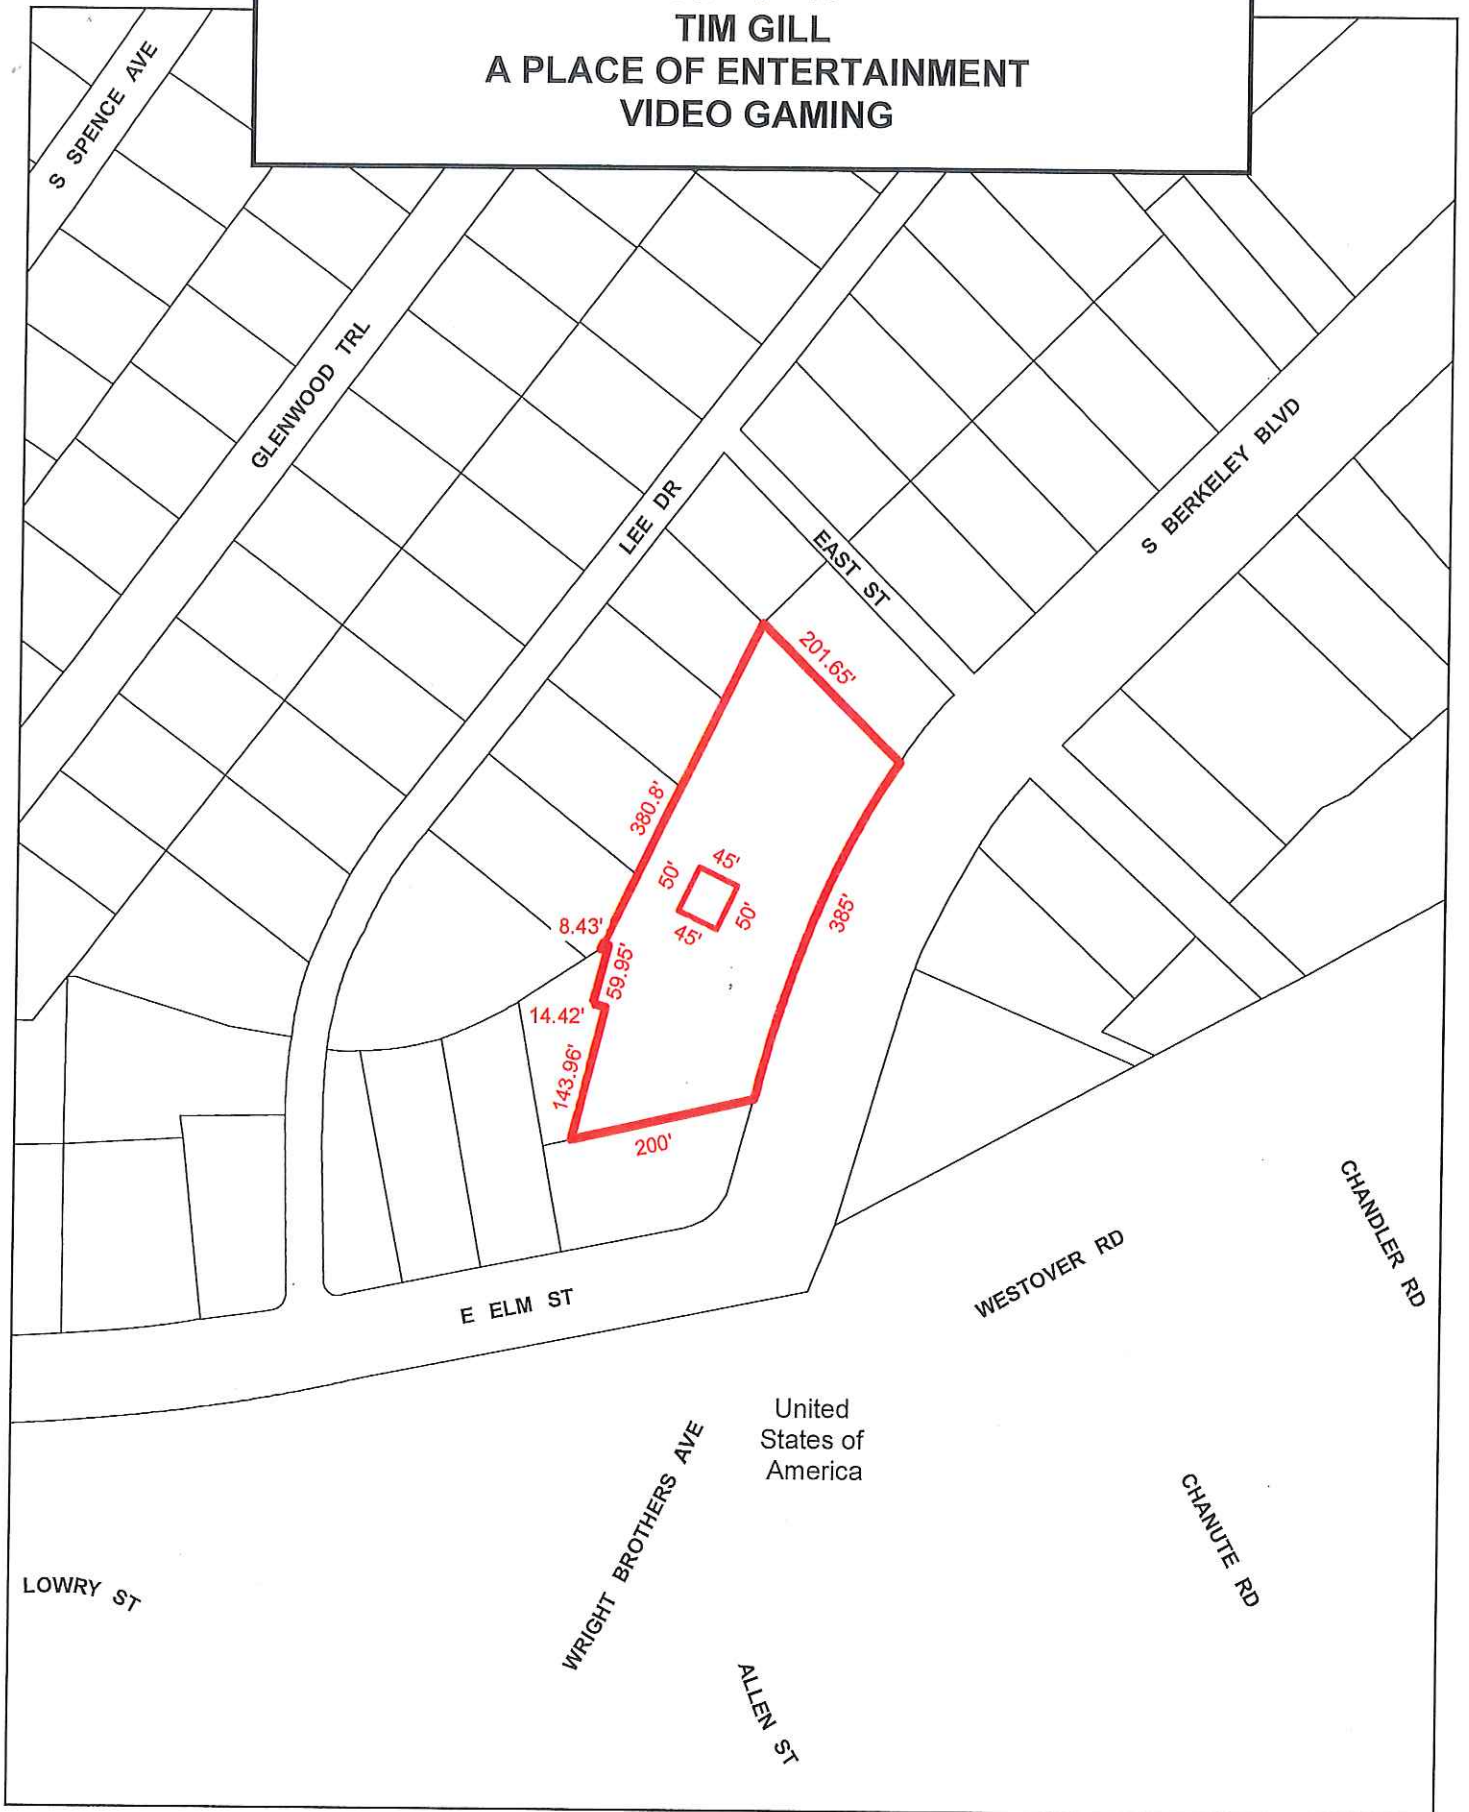 TIM GILL
A PLACE OF ENTERTAINMENT
VIDEO GAMING
S SPENCE AVE
GLENWOOD TRL
LEE DR
EAST ST
S BERKELEY BLVD
201.65'
380.8'
45'
50'
50'
45'
385'
8.43'
59.95'
14.42'
143.96'
200'
E ELM ST
WESTOVER RD
CHANDLER RD
United
States of
America
WRIGHT BROTHERS AVE
CHANUTE RD
LOWRY ST
ALLEN ST